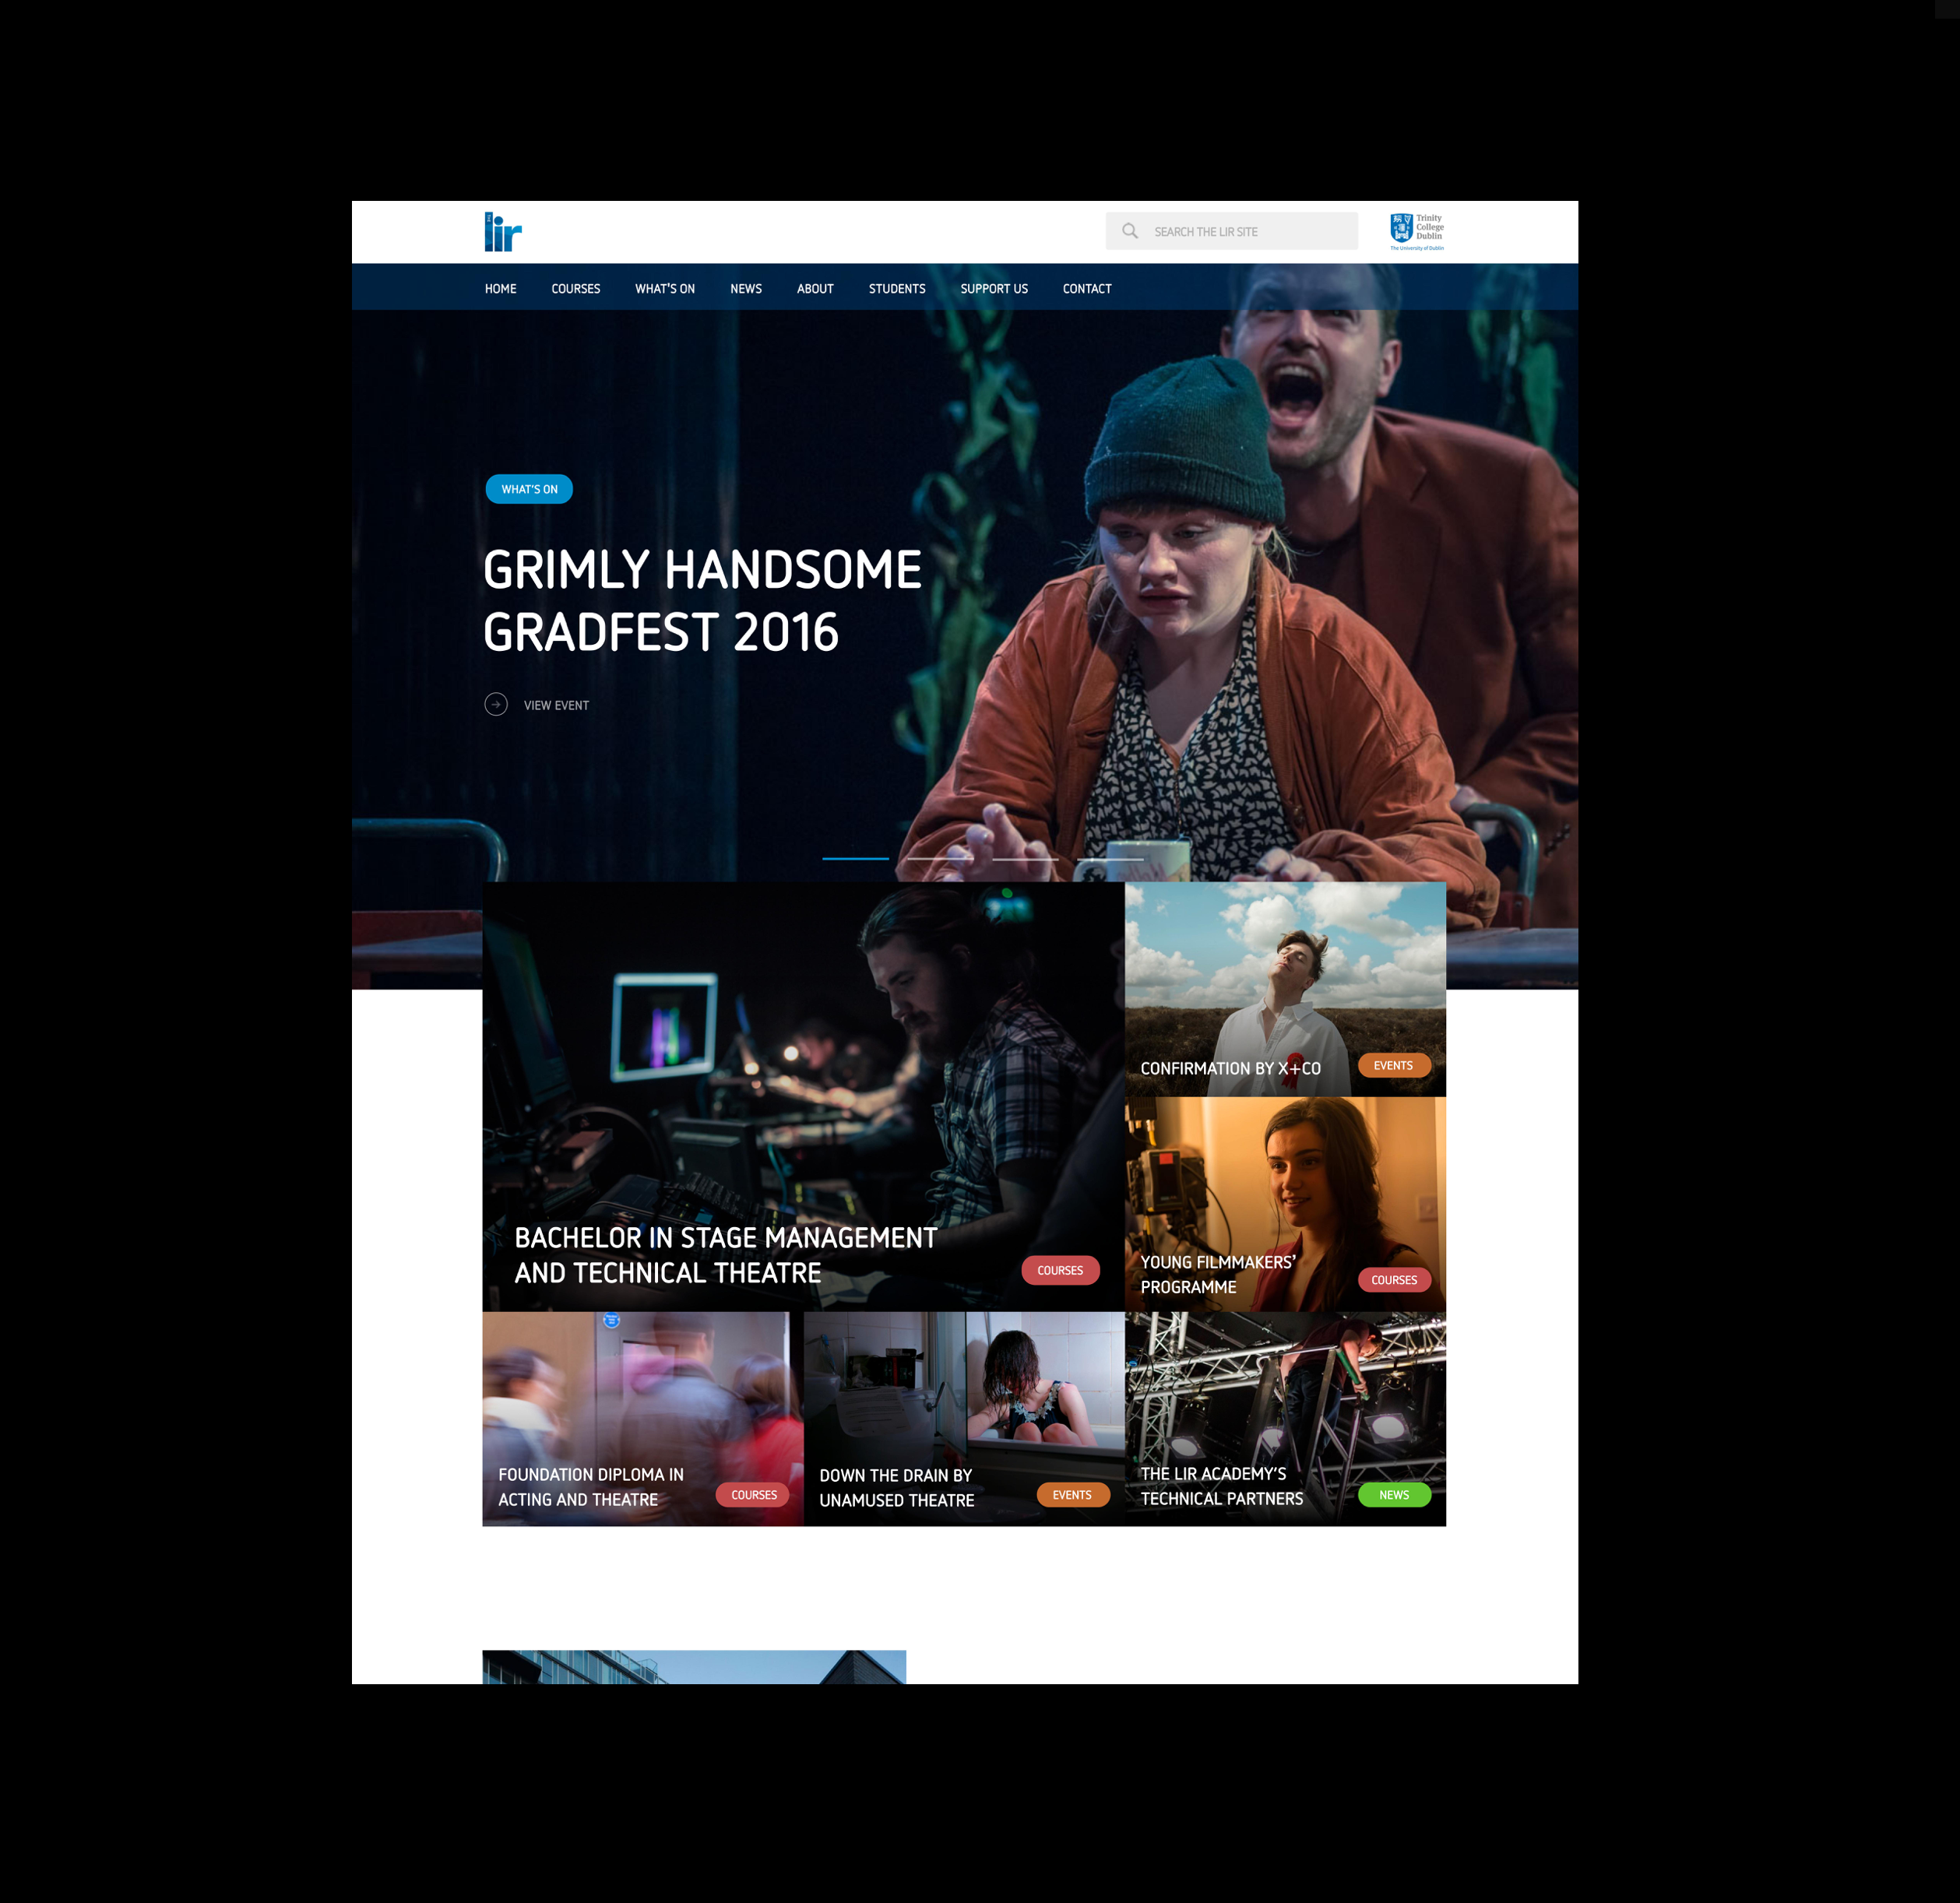 the lir
SEARCH THE LIR SITE
Trinity
College
Dublin
The University of Dublin
HOME COURSES WHAT'S ON NEWS ABOUT STUDENTS SUPPORT US CONTACT
WHAT'S ON
GRIMLY HANDSOME
GRADFEST 2016
VIEW EVENT
CONFIRMATION BY X+CO
EVENTS
BACHELOR IN STAGE MANAGEMENT
AND TECHNICAL THEATRE
COURSES
YOUNG FILMMAKERS'
PROGRAMME
COURSES
FOUNDATION DIPLOMA IN
ACTING AND THEATRE
COURSES
DOWN THE DRAIN BY
UNAMUSED THEATRE
EVENTS
THE LIR ACADEMY'S
TECHNICAL PARTNERS
NEWS